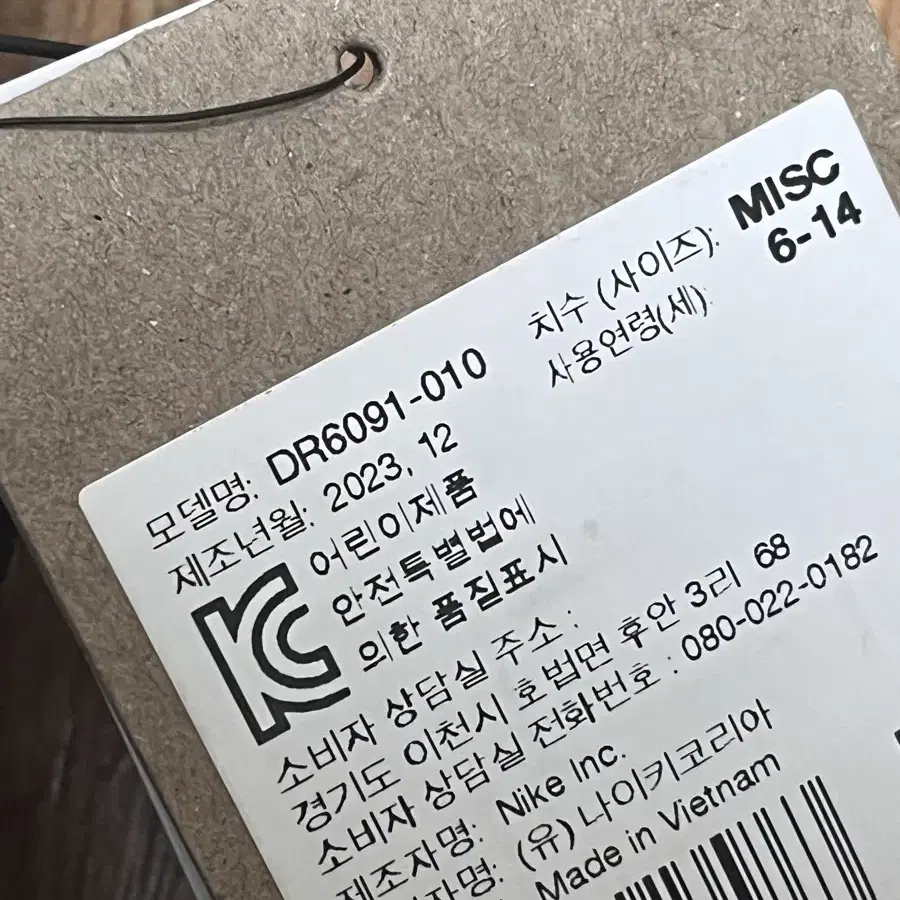 치수 (사이즈): MISC
사용연령(세): 6-14
모델명: DR6091-010
제조년월: 2023, 12
KC
어린이제품
안전특별법에
의한 품질표시
소비자 상담실 주소 :
경기도 이천시 호법면 후안 3리 68
소비자 상담실 전화번호 : 080-022-0182
제조자명: Nike Inc.
자명: (유) 나이키코리아
Made in Vietnam